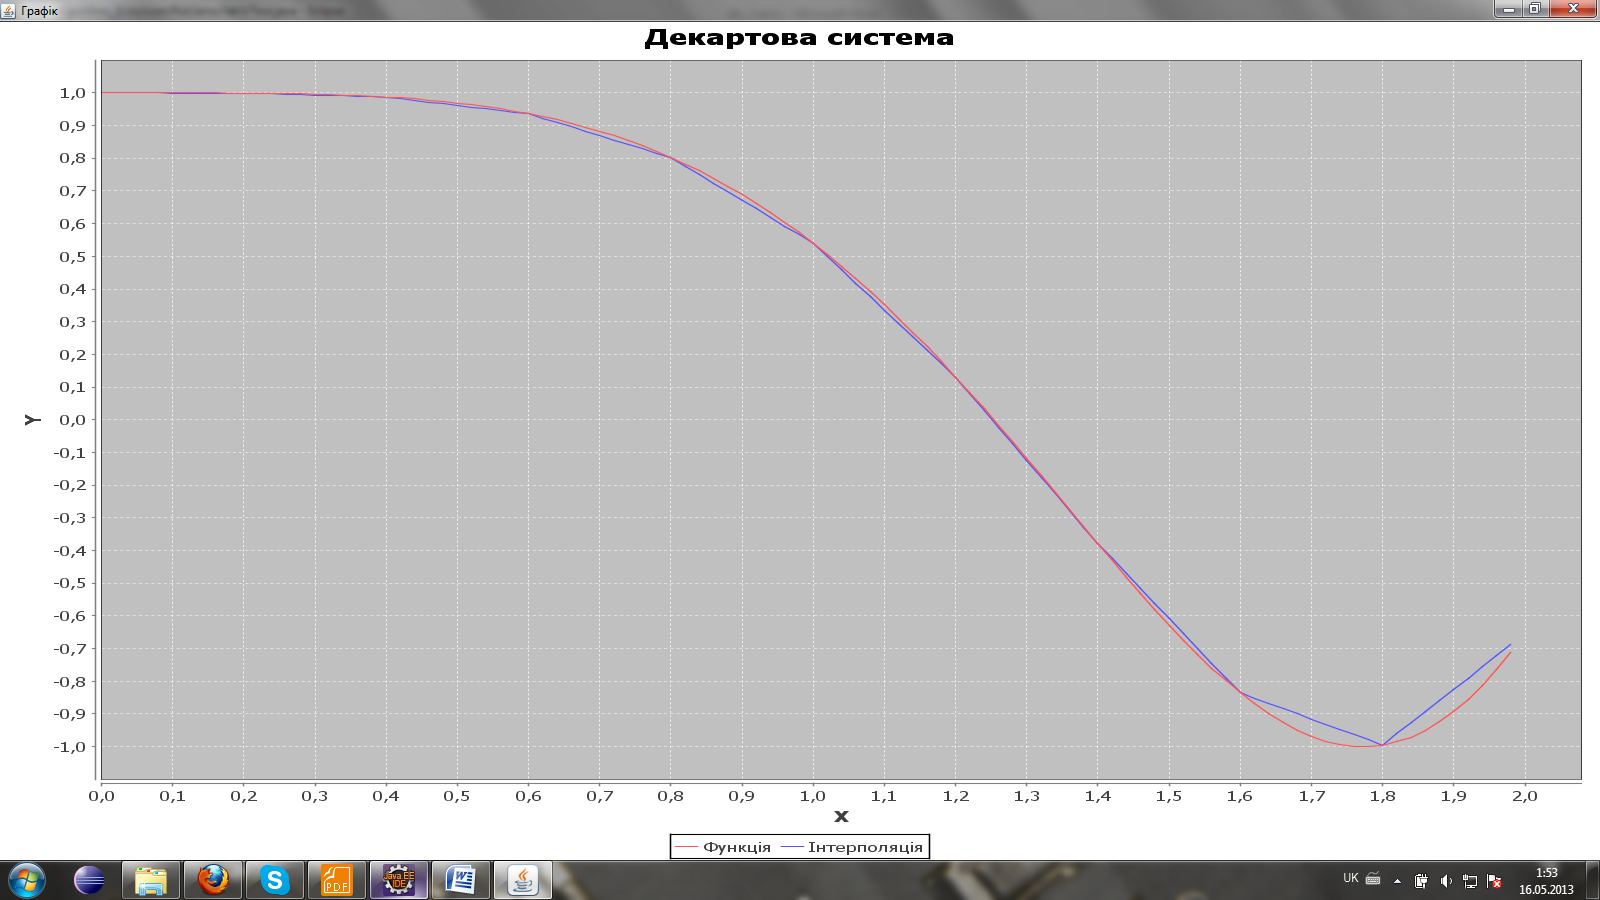 Графік
Декартова система
1,0
0,9
0,8
0,7
0,6
0,5
0,4
0,3
0,2
0,1
0,0
-0,1
-0,2
-0,3
-0,4
-0,5
-0,6
-0,7
-0,8
-0,9
-1,0
Y
0,0 0,1 0,2 0,3 0,4 0,5 0,6 0,7 0,8 0,9 1,0 1,1 1,2 1,3 1,4 1,5 1,6 1,7 1,8 1,9 2,0
X
Функція Інтерполяція
PDF
Java EE
IDE
UK
1:53
16.05.2013